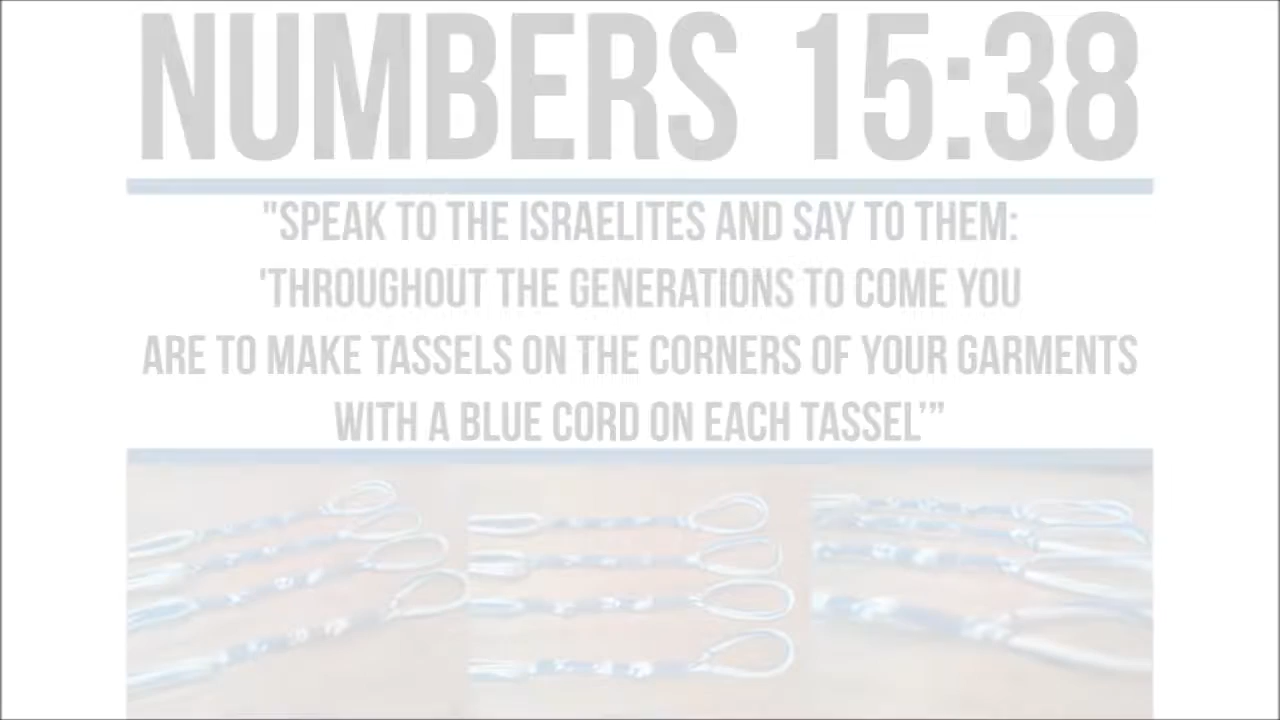 NUMBERS 15:38
"SPEAK TO THE ISRAELITES AND SAY TO THEM:
'THROUGHOUT THE GENERATIONS TO COME YOU
ARE TO MAKE TASSELS ON THE CORNERS OF YOUR GARMENTS
WITH A BLUE CORD ON EACH TASSEL’”